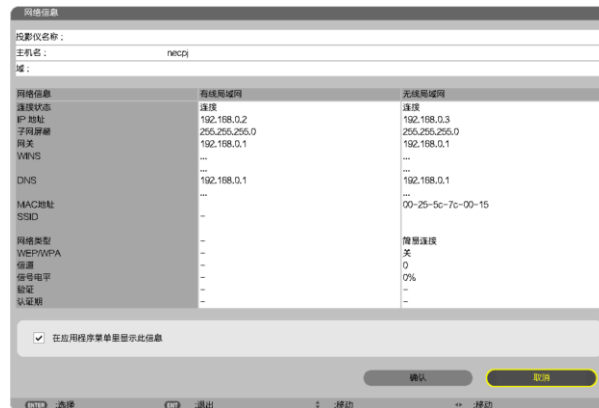 网络信息
投影仪名称：
主机名： necpj
域：
网络信息 有线局域网 无线局域网
连接状态 连接 连接
IP 地址 192.168.0.2 192.168.0.3
子网屏蔽 255.255.255.0 255.255.255.0
网关 192.168.0.1 192.168.0.1
WINS ... ...
... ...
DNS 192.168.0.1 192.168.0.1
... ...
MAC地址 00-25-5c-7c-00-15
SSID -
网络类型 - 简易连接
WEP/WPA - 关
信道 - 0
信号电平 - 0%
验证 - -
认证期 - -
在应用程序菜单里显示此信息
确认 取消
ENTER :选择 EXIT :退出 :移动 :移动